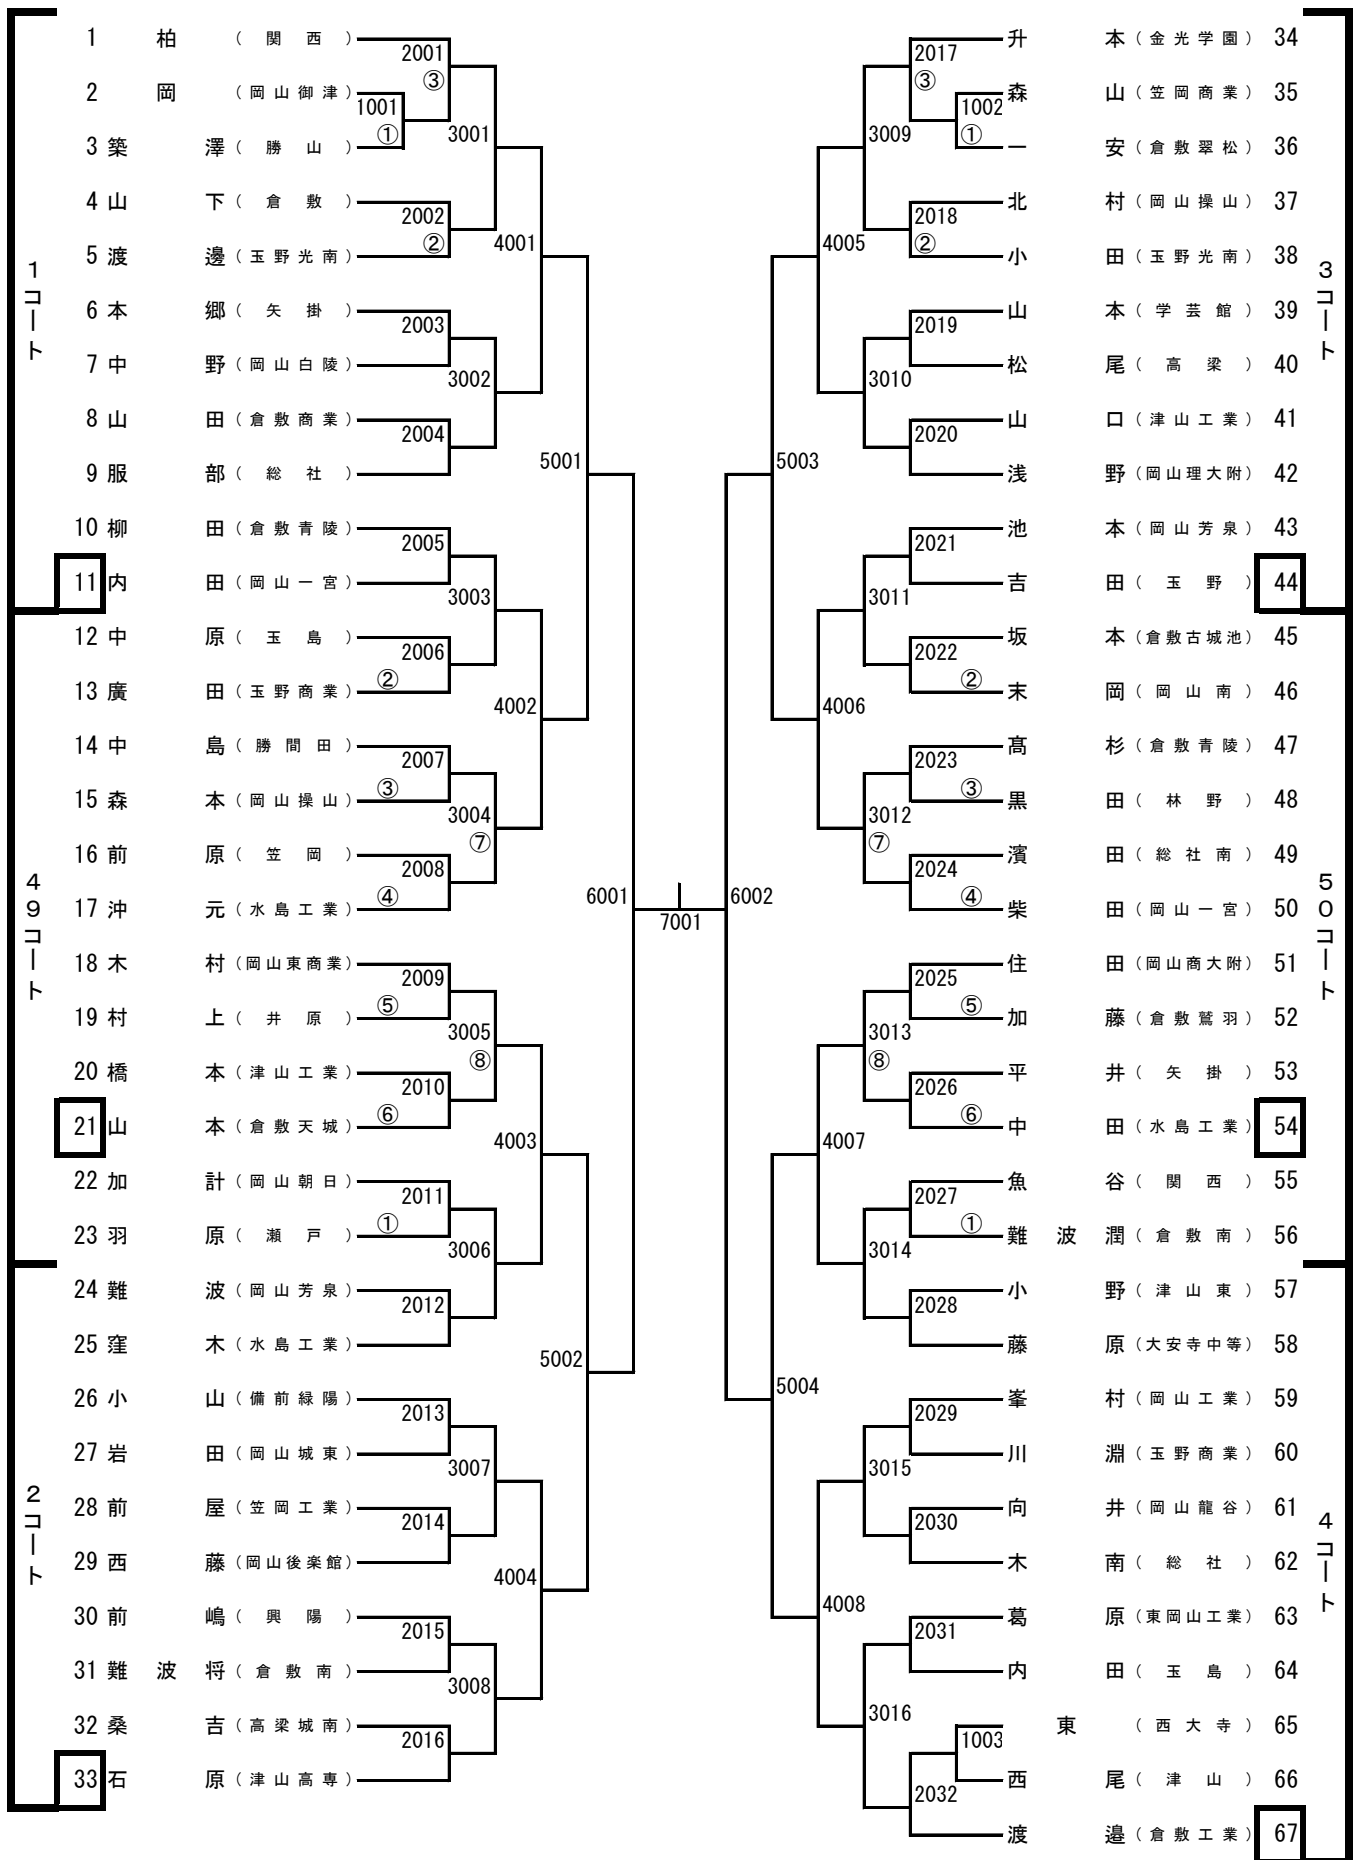 1 柏 （ 関 西 ）
2 岡 （ 岡 山 御 津 ）
3 築 澤 （ 勝 山 ）
4 山 下 （ 倉 敷 ）
5 渡 邊 （ 玉 野 光 南 ）
6 本 郷 （ 矢 掛 ）
7 中 野 （ 岡 山 白 陵 ）
8 山 田 （ 倉 敷 商 業 ）
9 服 部 （ 総 社 ）
10 柳 田 （ 倉 敷 青 陵 ）
11 内 田 （ 岡 山 一 宮 ）
12 中 原 （ 玉 島 ）
13 廣 田 （ 玉 野 商 業 ）
14 中 島 （ 勝 間 田 ）
15 森 本 （ 岡 山 操 山 ）
16 前 原 （ 笠 岡 ）
17 沖 元 （ 水 島 工 業 ）
18 木 村 （ 岡 山 東 商 業 ）
19 村 上 （ 井 原 ）
20 橋 本 （ 津 山 工 業 ）
21 山 本 （ 倉 敷 天 城 ）
22 加 計 （ 岡 山 朝 日 ）
23 羽 原 （ 瀬 戸 ）
24 難 波 （ 岡 山 芳 泉 ）
25 窪 木 （ 水 島 工 業 ）
26 小 山 （ 備 前 緑 陽 ）
27 岩 田 （ 岡 山 城 東 ）
28 前 屋 （ 笠 岡 工 業 ）
29 西 藤 （ 岡 山 後 楽 館 ）
30 前 嶋 （ 興 陽 ）
31 難 波 将 （ 倉 敷 南 ）
32 桑 吉 （ 高 梁 城 南 ）
33 石 原 （ 津 山 高 専 ）
1コート
49コート
2コート
1001 ①
2001 ③
2002 ②
2003
2004
2005
2006 ②
2007 ③
2008 ④
2009 ⑤
2010 ⑥
2011 ①
2012
2013
2014
2015
2016
3001
3002
3003
3004 ⑦
3005 ⑧
3006
3007
3008
4001
4002
4003
4004
5001
5002
6001
7001
6002
5003
5004
4005
4006
4007
4008
3009
3010
3011
3012 ⑦
3013 ⑧
3014
3015
3016
2017 ③
2018 ②
2019
2020
2021
2022 ②
2023 ③
2024 ④
2025 ⑤
2026 ⑥
2027 ①
2028
2029
2030
2031
2032
1002 ①
1003
升 本 （ 金 光 学 園 ） 34
森 山 （ 笠 岡 商 業 ） 35
一 安 （ 倉 敷 翠 松 ） 36
北 村 （ 岡 山 操 山 ） 37
小 田 （ 玉 野 光 南 ） 38
山 本 （ 学 芸 館 ） 39
松 尾 （ 高 梁 ） 40
山 口 （ 津 山 工 業 ） 41
浅 野 （ 岡 山 理 大 附 ） 42
池 本 （ 岡 山 芳 泉 ） 43
吉 田 （ 玉 野 ） 44
坂 本 （ 倉 敷 古 城 池 ） 45
末 岡 （ 岡 山 南 ） 46
髙 杉 （ 倉 敷 青 陵 ） 47
黒 田 （ 林 野 ） 48
濱 田 （ 総 社 南 ） 49
柴 田 （ 岡 山 一 宮 ） 50
住 田 （ 岡 山 商 大 附 ） 51
加 藤 （ 倉 敷 鷲 羽 ） 52
平 井 （ 矢 掛 ） 53
中 田 （ 水 島 工 業 ） 54
魚 谷 （ 関 西 ） 55
難 波 潤 （ 倉 敷 南 ） 56
小 野 （ 津 山 東 ） 57
藤 原 （ 大 安 寺 中 等 ） 58
峯 村 （ 岡 山 工 業 ） 59
川 淵 （ 玉 野 商 業 ） 60
向 井 （ 岡 山 龍 谷 ） 61
木 南 （ 総 社 ） 62
葛 原 （ 東 岡 山 工 業 ） 63
内 田 （ 玉 島 ） 64
東 （ 西 大 寺 ） 65
西 尾 （ 津 山 ） 66
渡 邉 （ 倉 敷 工 業 ） 67
3コート
50コート
4コート